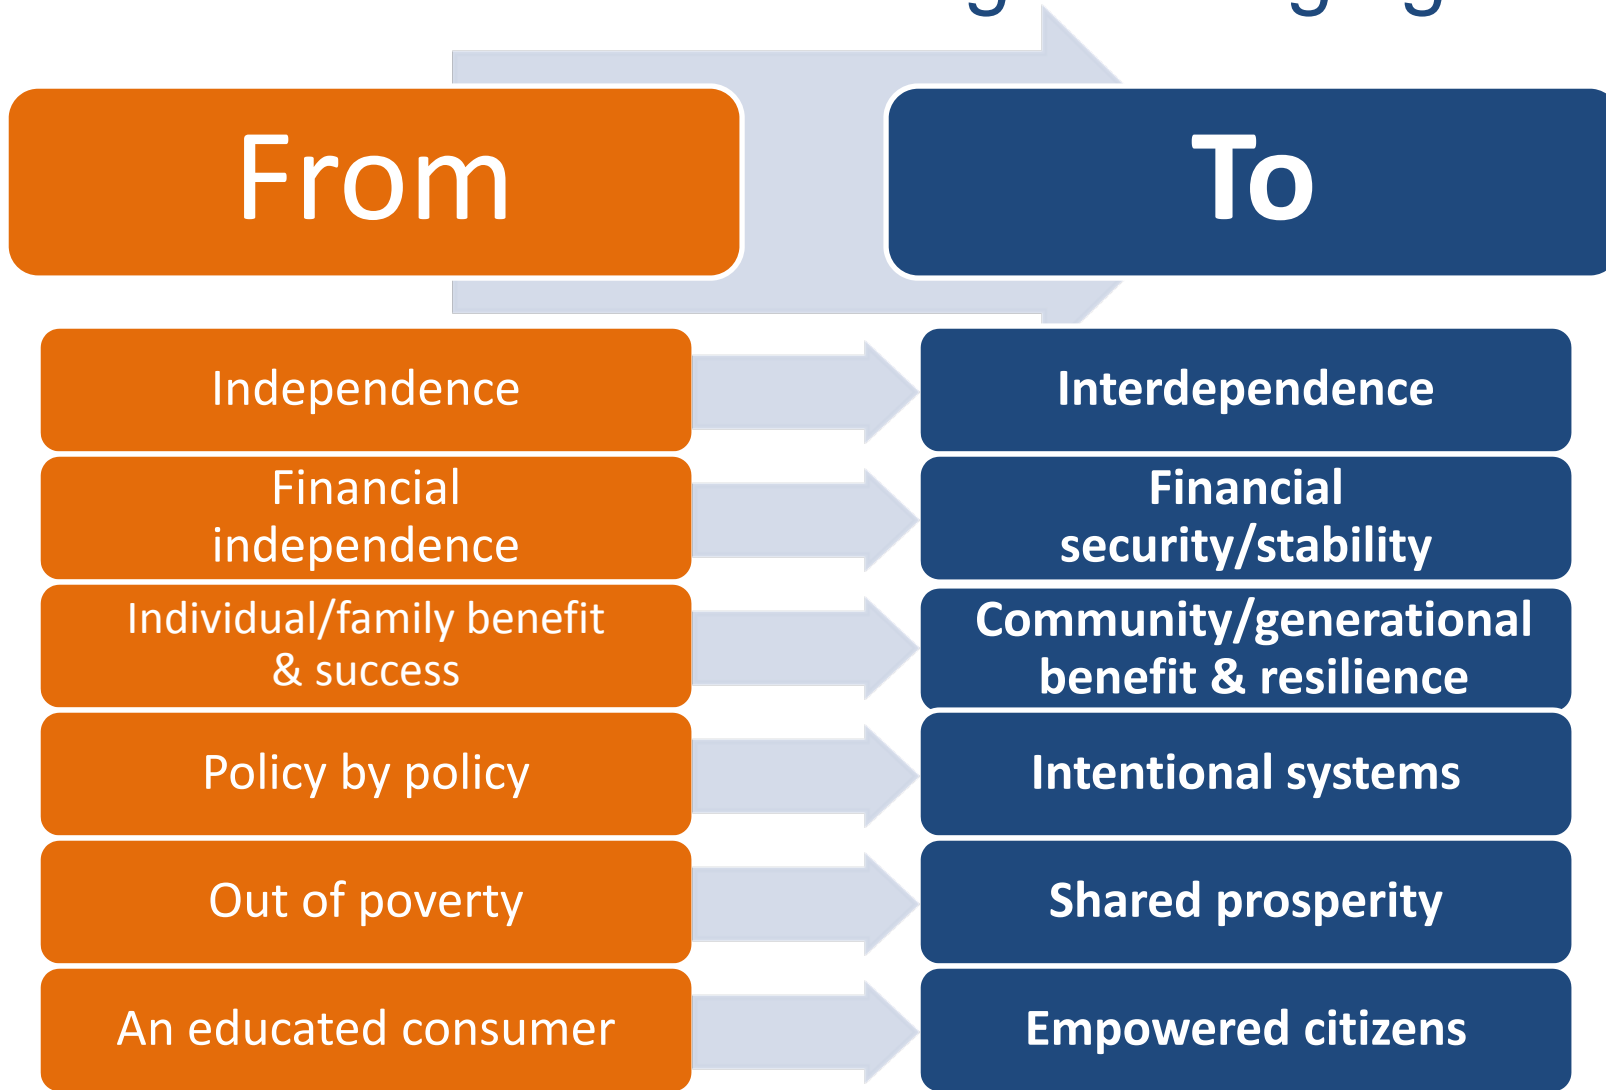 From
To
Independence
Interdependence
Financial
independence
Financial
security/stability
Individual/family benefit
& success
Community/generational
benefit & resilience
Policy by policy
Intentional systems
Out of poverty
Shared prosperity
An educated consumer
Empowered citizens